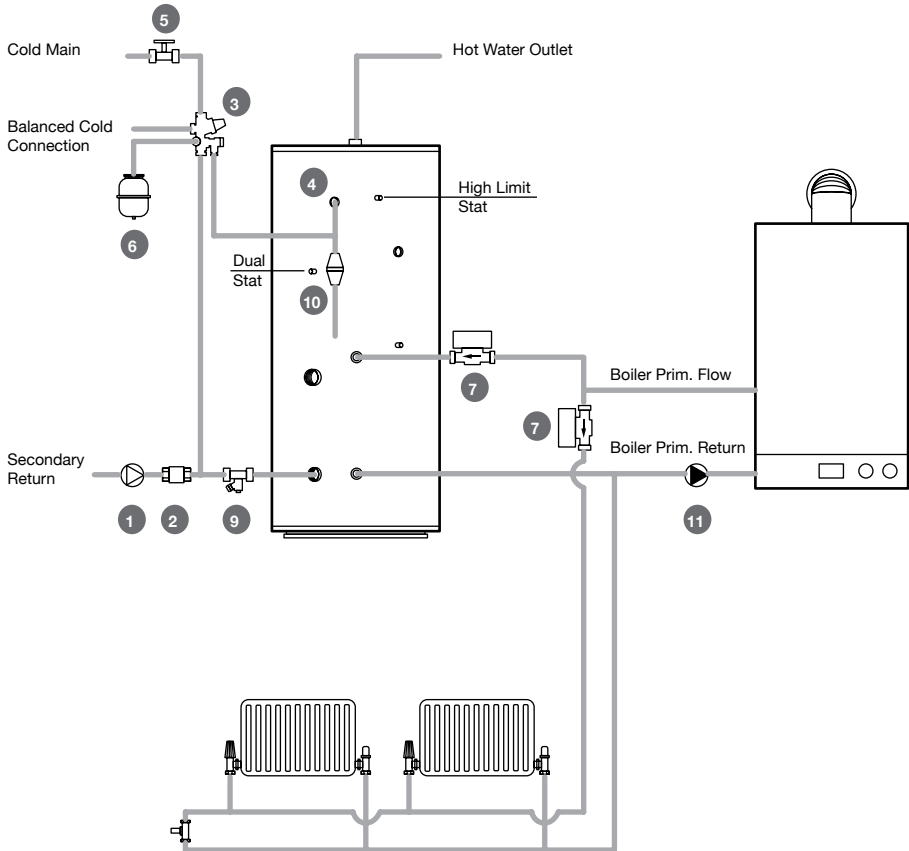 5
Cold Main
Hot Water Outlet
3
Balanced Cold
Connection
4
High Limit
Stat
6
Dual
Stat
10
7
Boiler Prim. Flow
7
Boiler Prim. Return
Secondary
Return
1
2
9
11